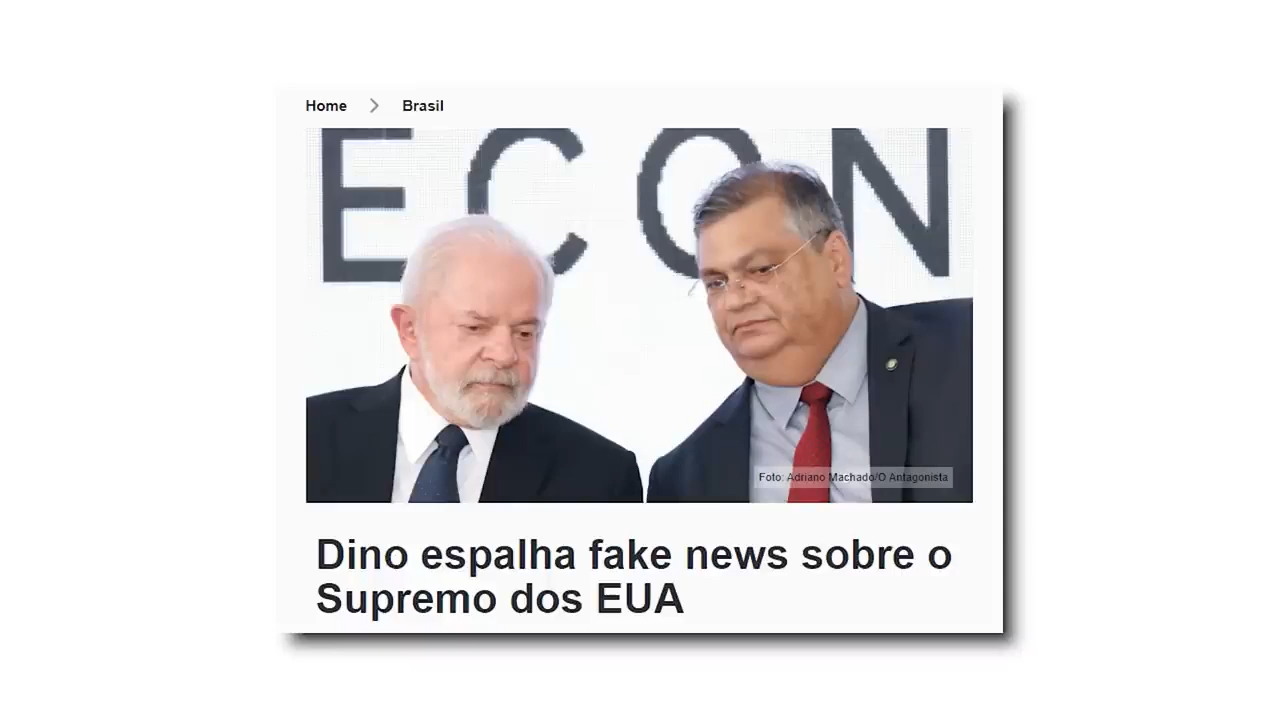 Home > Brasil
ECON
Foto: Adriano Machado/O Antagonista
Dino espalha fake news sobre o
Supremo dos EUA